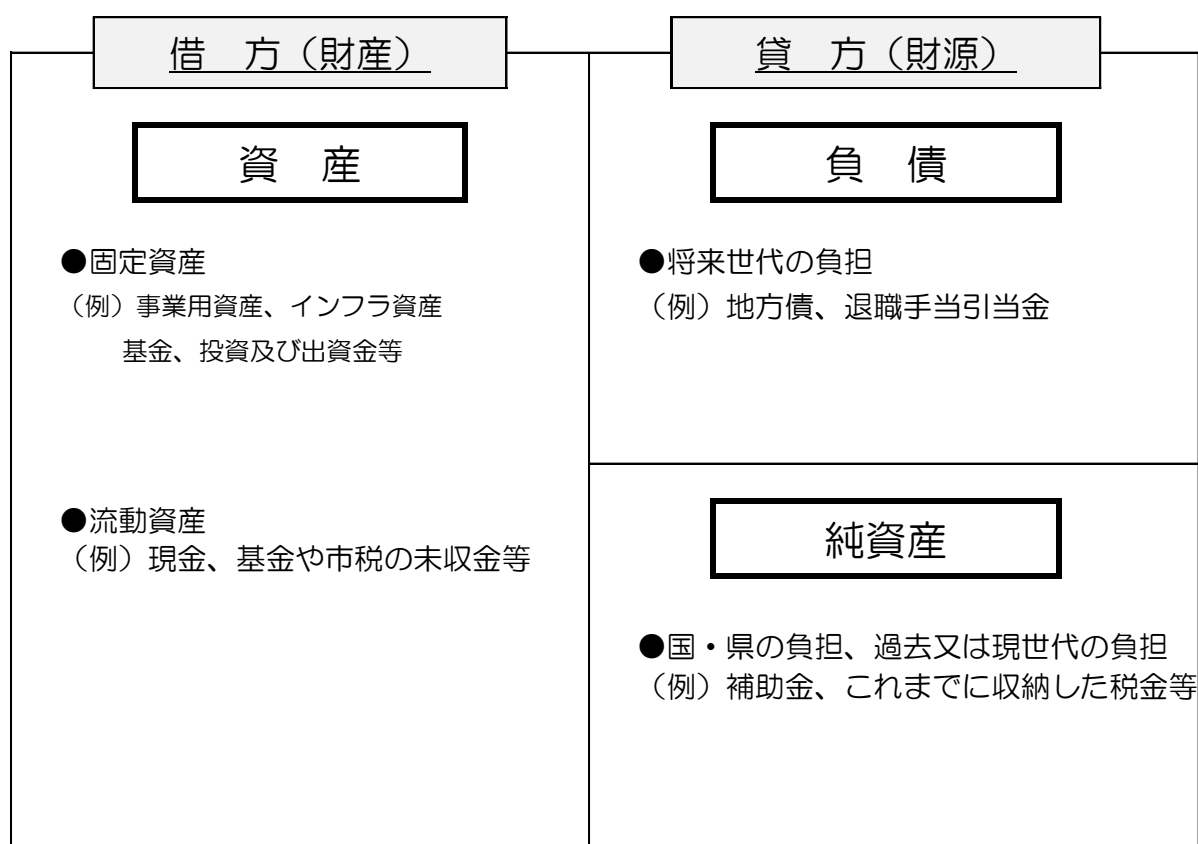 借　方（財産）
資　産
●固定資産
（例）事業用資産、インフラ資産
基金、投資及び出資金等
●流動資産
（例）現金、基金や市税の未収金等
貸　方（財源）
負　債
●将来世代の負担
（例）地方債、退職手当引当金
純資産
●国・県の負担、過去又は現世代の負担
（例）補助金、これまでに収納した税金等